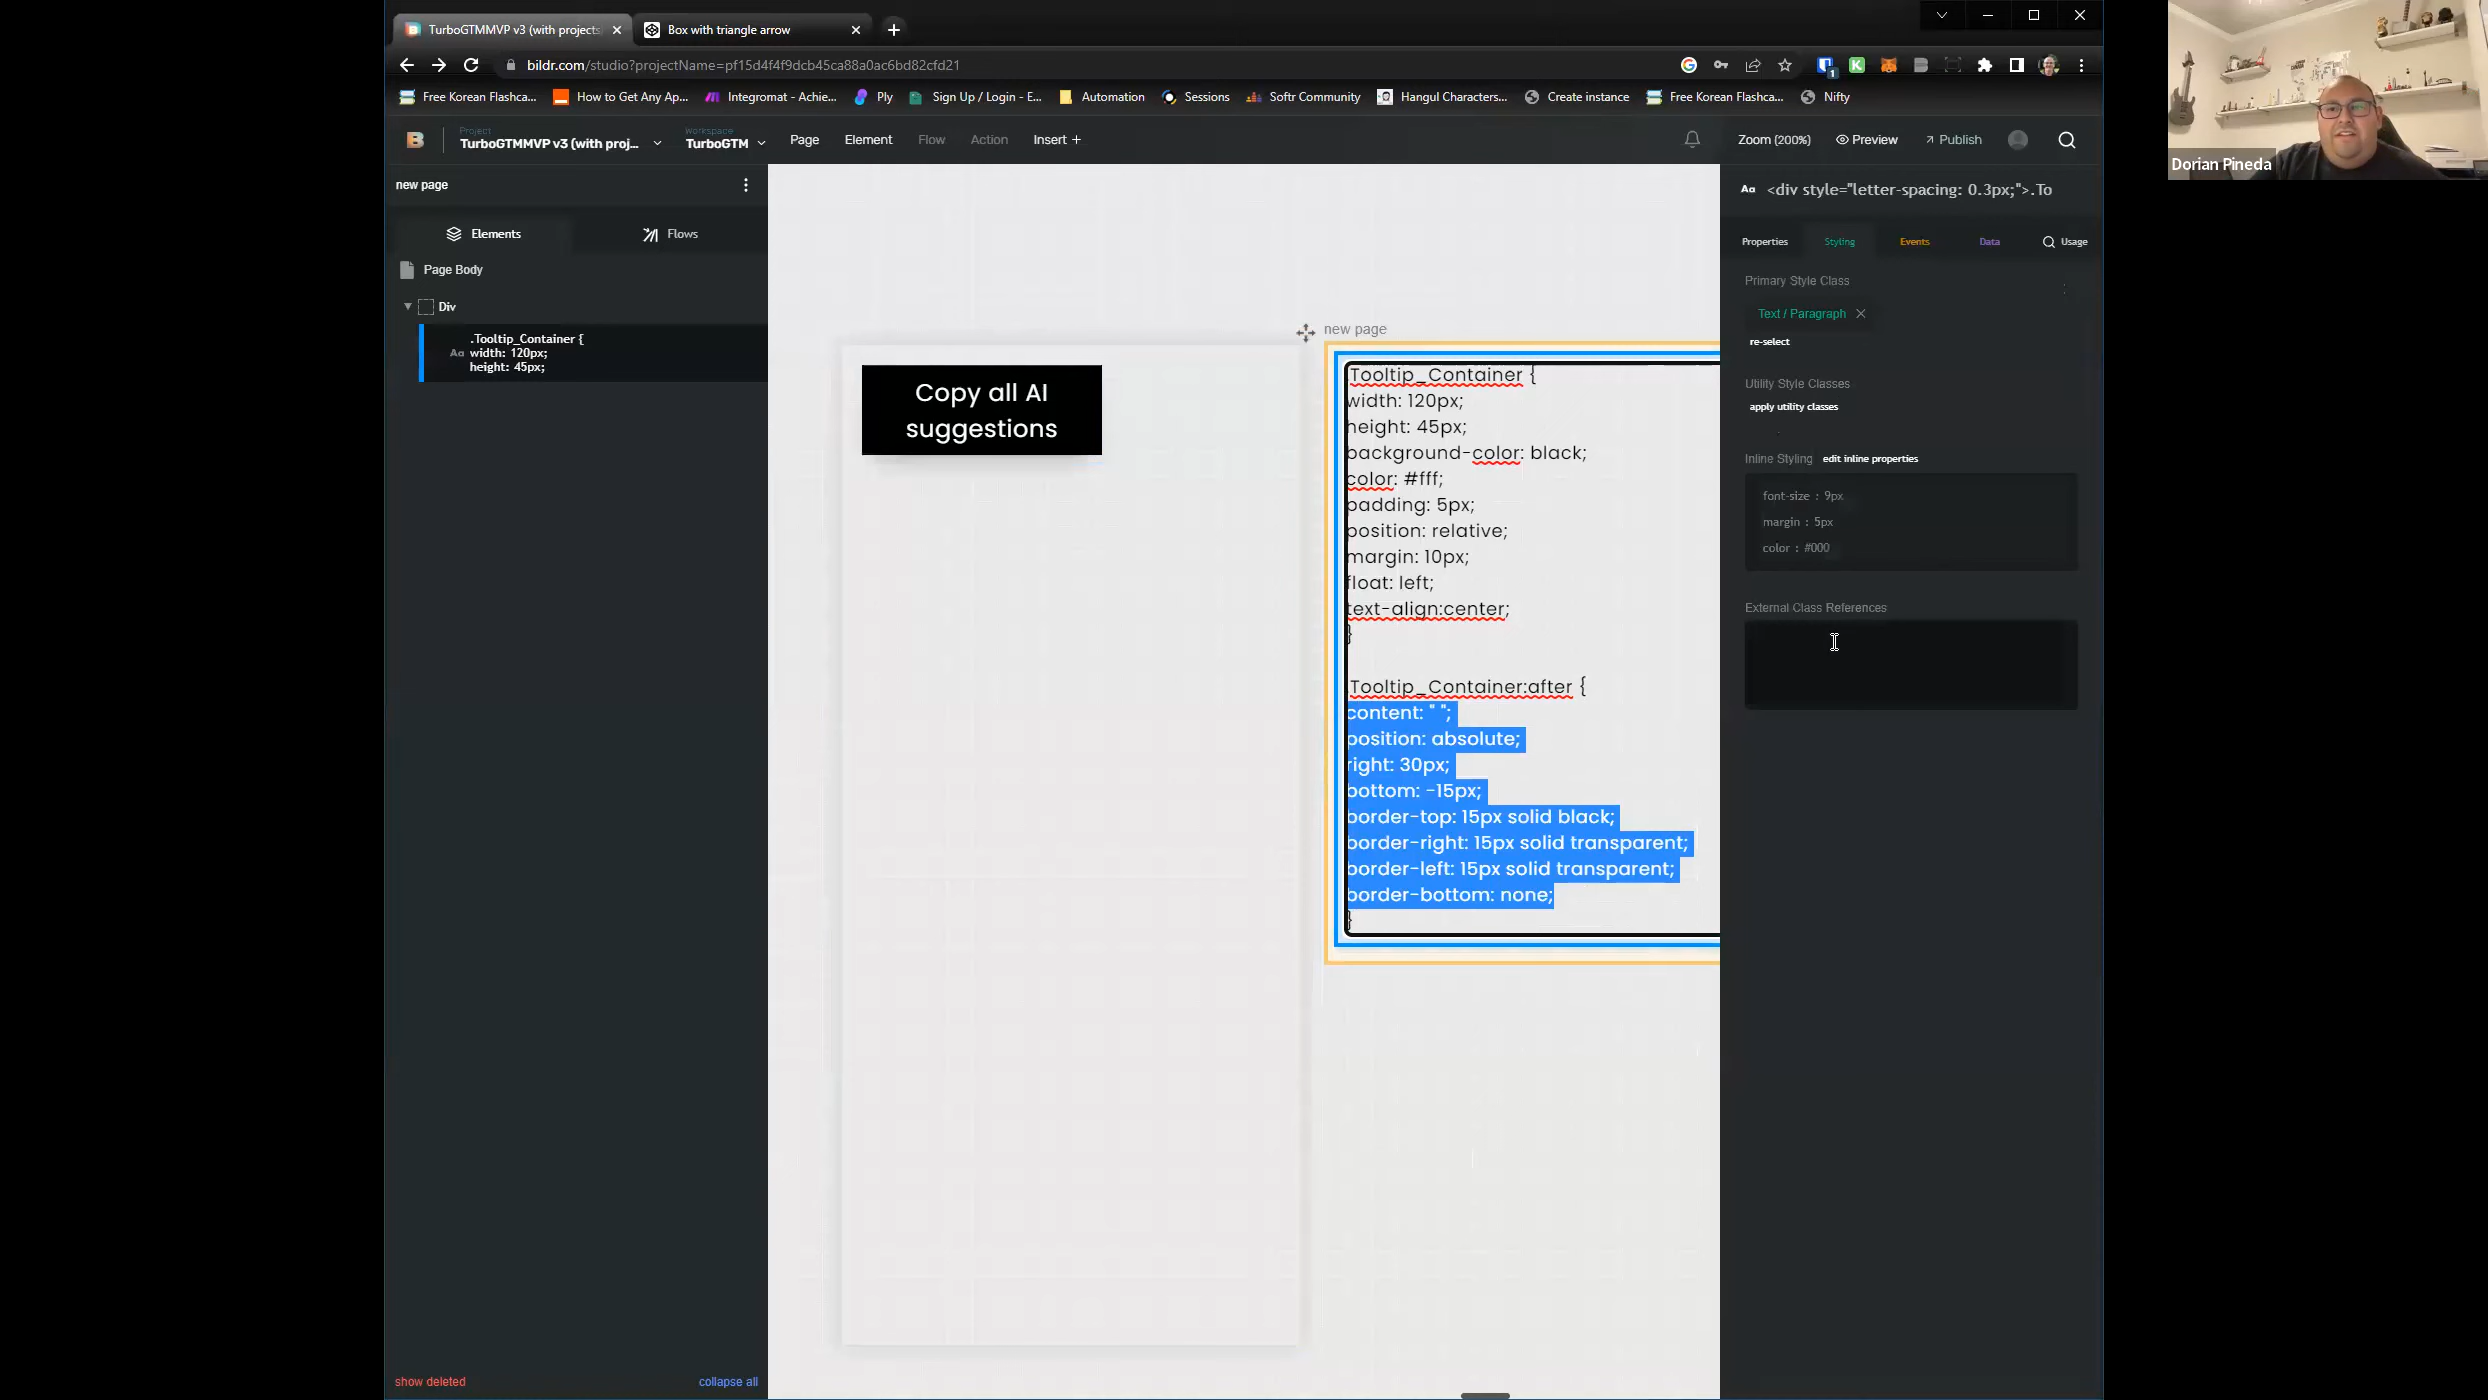 TurboGTMMVP v3 (with projects
Box with triangle arrow
bildr.com/studio?projectName=pf15d4f4f9dcb45ca88a0ac6bd82cfd21
1
Free Korean Flashca...
How to Get Any Ap...
Integromat - Achie...
Ply
Sign Up / Login - E...
Automation
Sessions
Softr Community
Hangul Characters...
Create instance
Free Korean Flashca...
Nifty
B
Project
TurboGTMMVP v3 (with proj...
Workspace
TurboGTM
Page
Element
Flow
Action
Insert +
Zoom (200%)
Preview
Publish
Dorian Pineda
new page
Elements
Flows
Page Body
Div
Aa
.Tooltip_Container {
width: 120px;
height: 45px;
show deleted
collapse all
Copy all AI
suggestions
new page
Tooltip_Container {
width: 120px;
height: 45px;
background-color: black;
color: #fff;
padding: 5px;
position: relative;
margin: 10px;
float: left;
text-align:center;
}
Tooltip_Container:after {
content: " ";
position: absolute;
right: 30px;
bottom: -15px;
border-top: 15px solid black;
border-right: 15px solid transparent;
border-left: 15px solid transparent;
border-bottom: none;
}
Aa <div style="letter-spacing: 0.3px;">.To
Properties
Styling
Events
Data
Usage
Primary Style Class
Text / Paragraph
re-select
Utility Style Classes
apply utility classes
Inline Styling
edit inline properties
font-size : 9px
margin : 5px
color : #000
External Class References